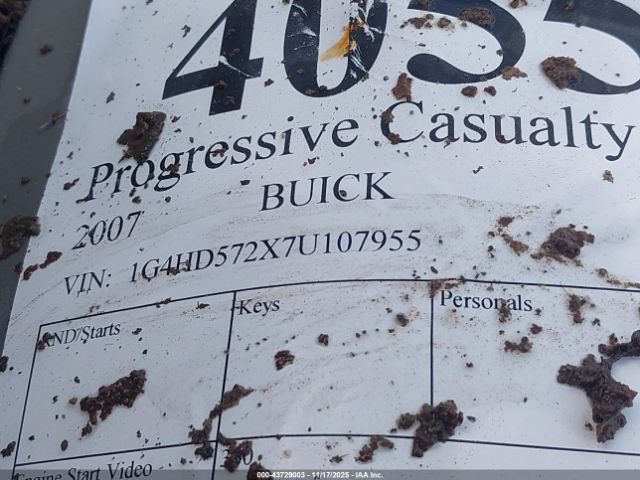 4055
Progressive Casualty
2007 BUICK
VIN: 1G4HD572X7U107955
RND/Starts Keys Personals
Engine Start Video
000-43729003 - 11/17/2025 - IAA Inc.